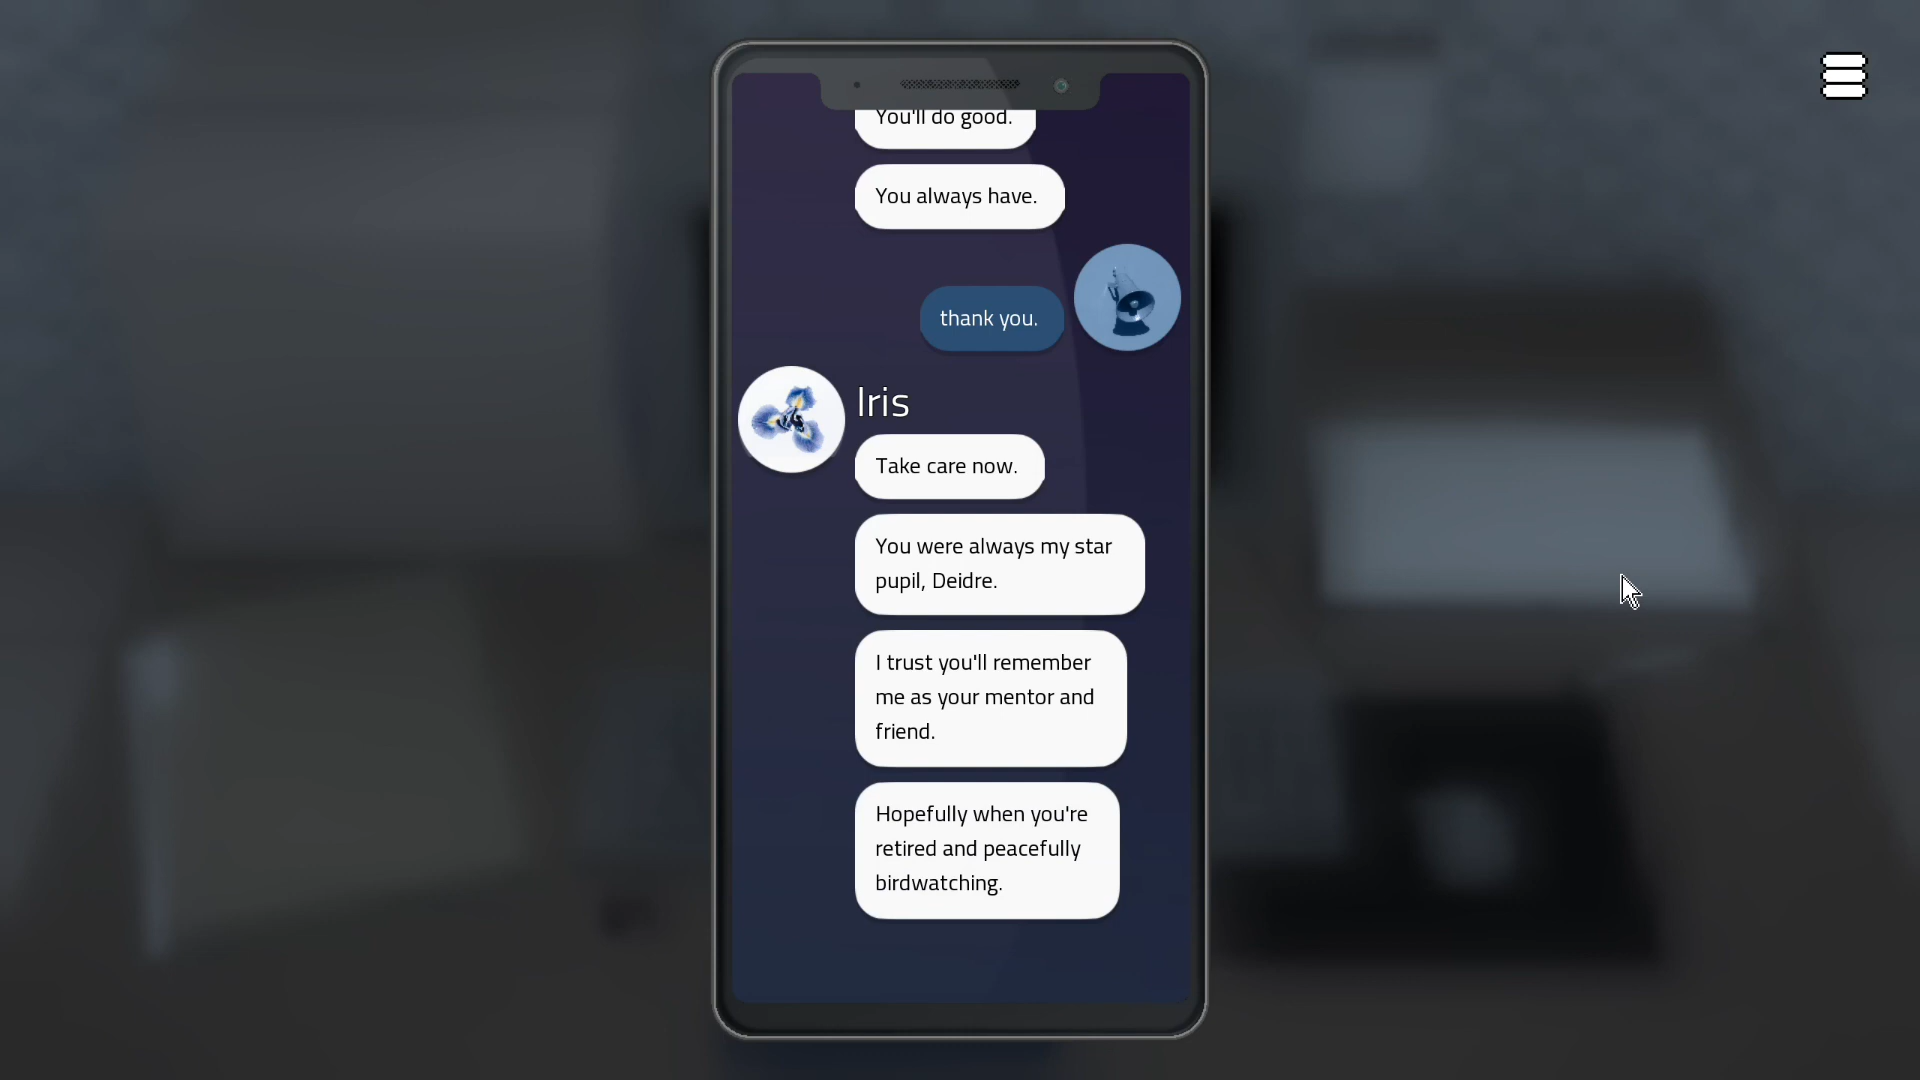 You'll do good.
You always have.
thank you.
Iris
Take care now.
You were always my star
pupil, Deidre.
I trust you'll remember
me as your mentor and
friend.
Hopefully when you're
retired and peacefully
birdwatching.